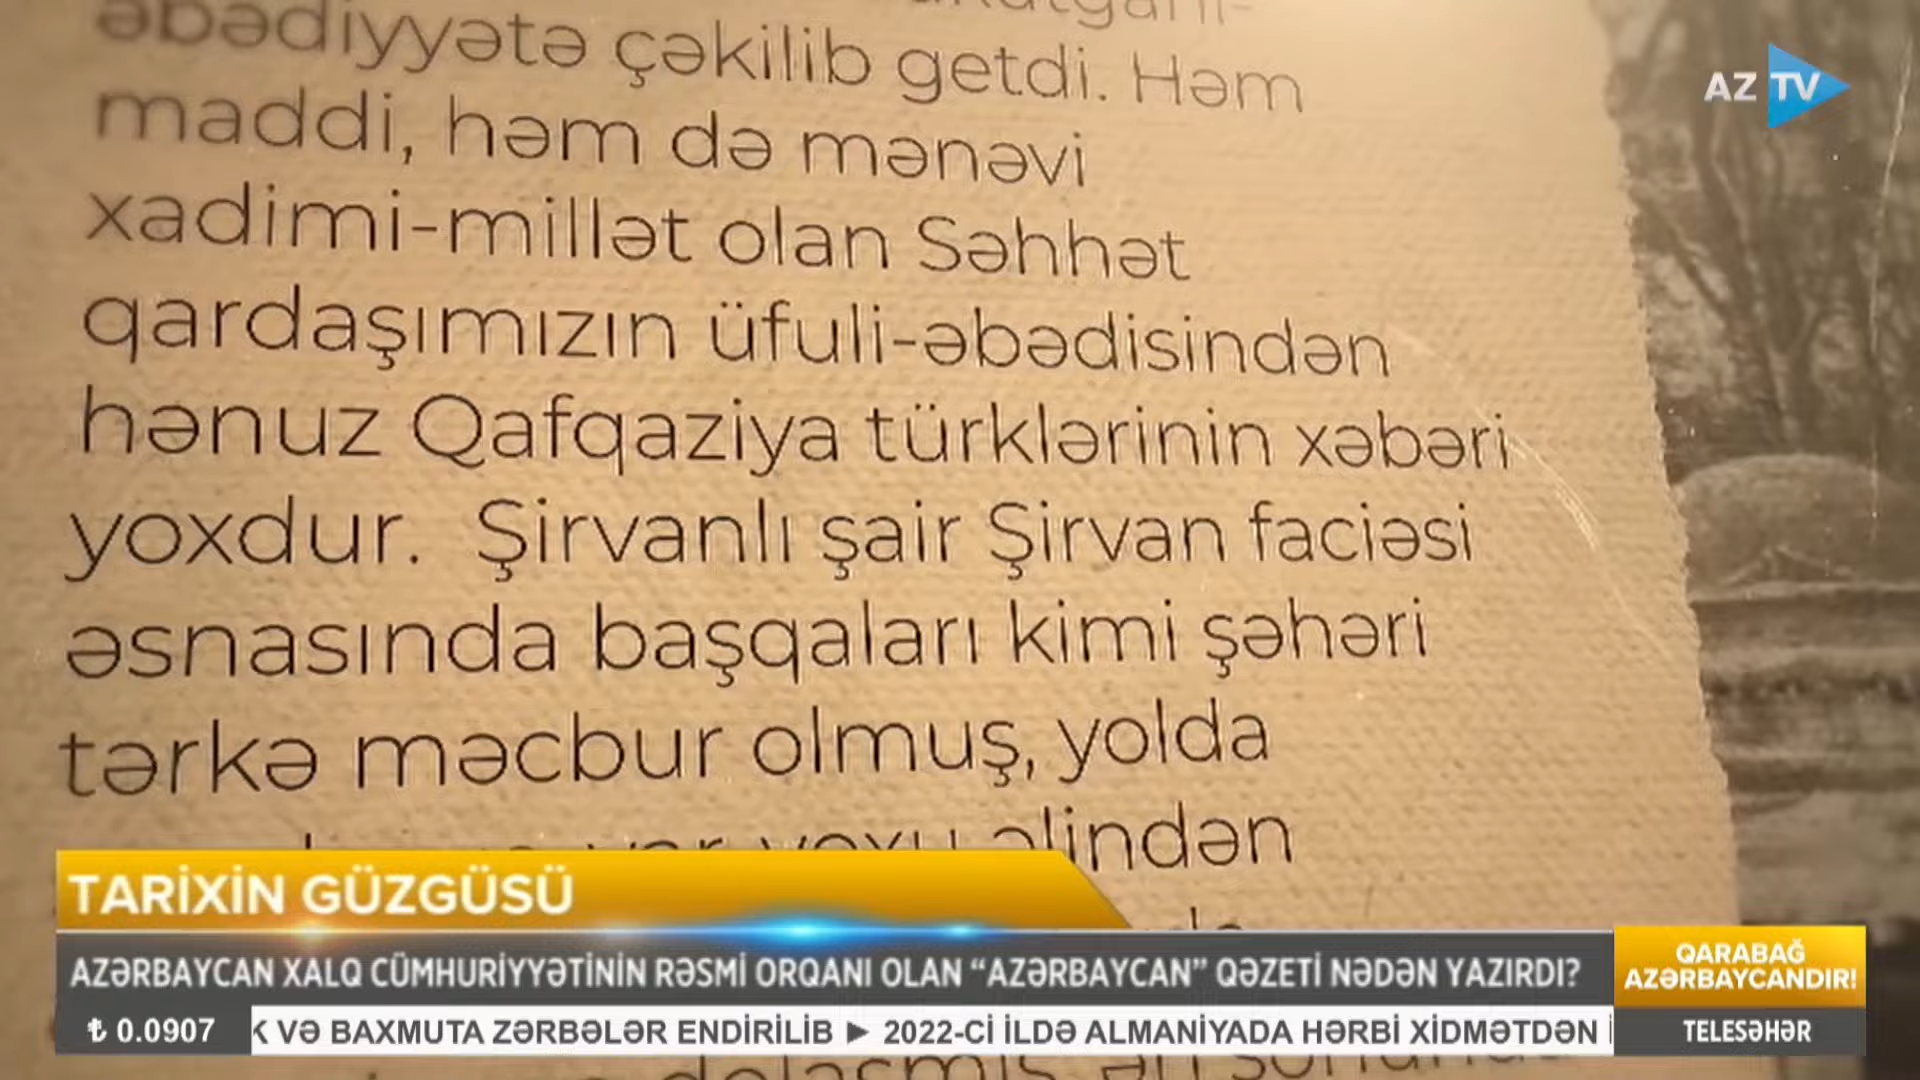 əbədiyyətə çəkilib getdi. Həm
maddi, həm də mənəvi
xadimi-millət olan Səhhət
qardaşımızın üfuli-əbədisindən
hənuz Qafqaziya türklərinin xəbəri
yoxdur. Şirvanlı şair Şirvan faciəsi
əsnasında başqaları kimi şəhəri
tərkə məcbur olmuş, yolda
var yoxu əlindən
AZTV
TARİXİN GÜZGÜSÜ
AZƏRBAYCAN XALQ CÜMHURİYYƏTİNİN RƏSMİ ORQANI OLAN “AZƏRBAYCAN” QƏZETİ NƏDƏN YAZIRDI?
QARABAĞ
AZƏRBAYCANDIR!
₺ 0.0907
K VƏ BAXMUTA ZƏRBƏLƏR ENDİRİLİB ► 2022-Cİ İLDƏ ALMANİYADA HƏRBİ XİDMƏTDƏN
TELESƏHƏR